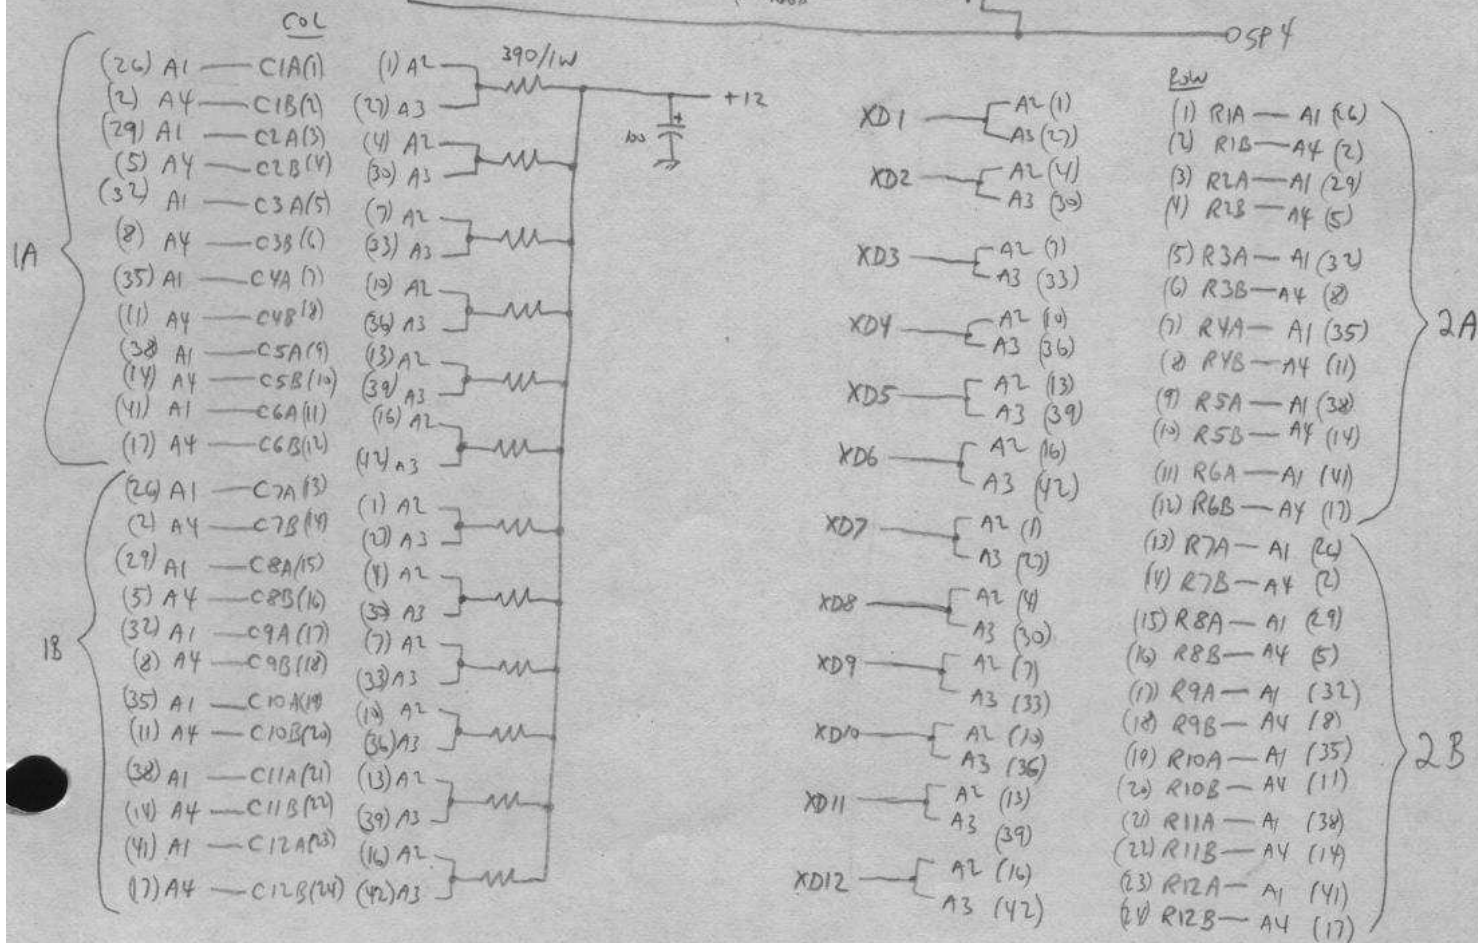 OSP4
COL
390/1W
+12
100
1A
(26) A1 — C1A(1)
(2) A4 — C1B(2)
(29) A1 — C2A(3)
(5) A4 — C2B(4)
(32) A1 — C3A(5)
(8) A4 — C3B(6)
(35) A1 — C4A(7)
(11) A4 — C4B(8)
(38) A1 — C5A(9)
(14) A4 — C5B(10)
(41) A1 — C6A(11)
(17) A4 — C6B(12)
1B
(26) A1 — C7A(13)
(2) A4 — C7B(14)
(29) A1 — C8A(15)
(5) A4 — C8B(16)
(32) A1 — C9A(17)
(8) A4 — C9B(18)
(35) A1 — C10A(19)
(11) A4 — C10B(20)
(38) A1 — C11A(21)
(14) A4 — C11B(22)
(41) A1 — C12A(23)
(17) A4 — C12B(24)
(1) A2
(27) A3
(4) A2
(30) A3
(7) A2
(33) A3
(10) A2
(36) A3
(13) A2
(39) A3
(16) A2
(42) A3
(1) A2
(27) A3
(4) A2
(30) A3
(7) A2
(33) A3
(10) A2
(36) A3
(13) A2
(39) A3
(16) A2
(42) A3
XD1
A2 (1)
A3 (27)
XD2
A2 (4)
A3 (30)
XD3
A2 (7)
A3 (33)
XD4
A2 (10)
A3 (36)
XD5
A2 (13)
A3 (39)
XD6
A2 (16)
A3 (42)
XD7
A2 (1)
A3 (27)
XD8
A2 (4)
A3 (30)
XD9
A2 (7)
A3 (33)
XD10
A2 (10)
A3 (36)
XD11
A2 (13)
A3 (39)
XD12
A2 (16)
A3 (42)
ROW
(1) R1A — A1 (26)
(2) R1B — A4 (2)
(3) R2A — A1 (29)
(4) R2B — A4 (5)
(5) R3A — A1 (32)
(6) R3B — A4 (8)
(7) R4A — A1 (35)
(8) R4B — A4 (11)
(9) R5A — A1 (38)
(10) R5B — A4 (14)
(11) R6A — A1 (41)
(12) R6B — A4 (17)
2A
(13) R7A — A1 (26)
(14) R7B — A4 (2)
(15) R8A — A1 (29)
(16) R8B — A4 (5)
(17) R9A — A1 (32)
(18) R9B — A4 (8)
(19) R10A — A1 (35)
(20) R10B — A4 (11)
(21) R11A — A1 (38)
(22) R11B — A4 (14)
(23) R12A — A1 (41)
(24) R12B — A4 (17)
2B